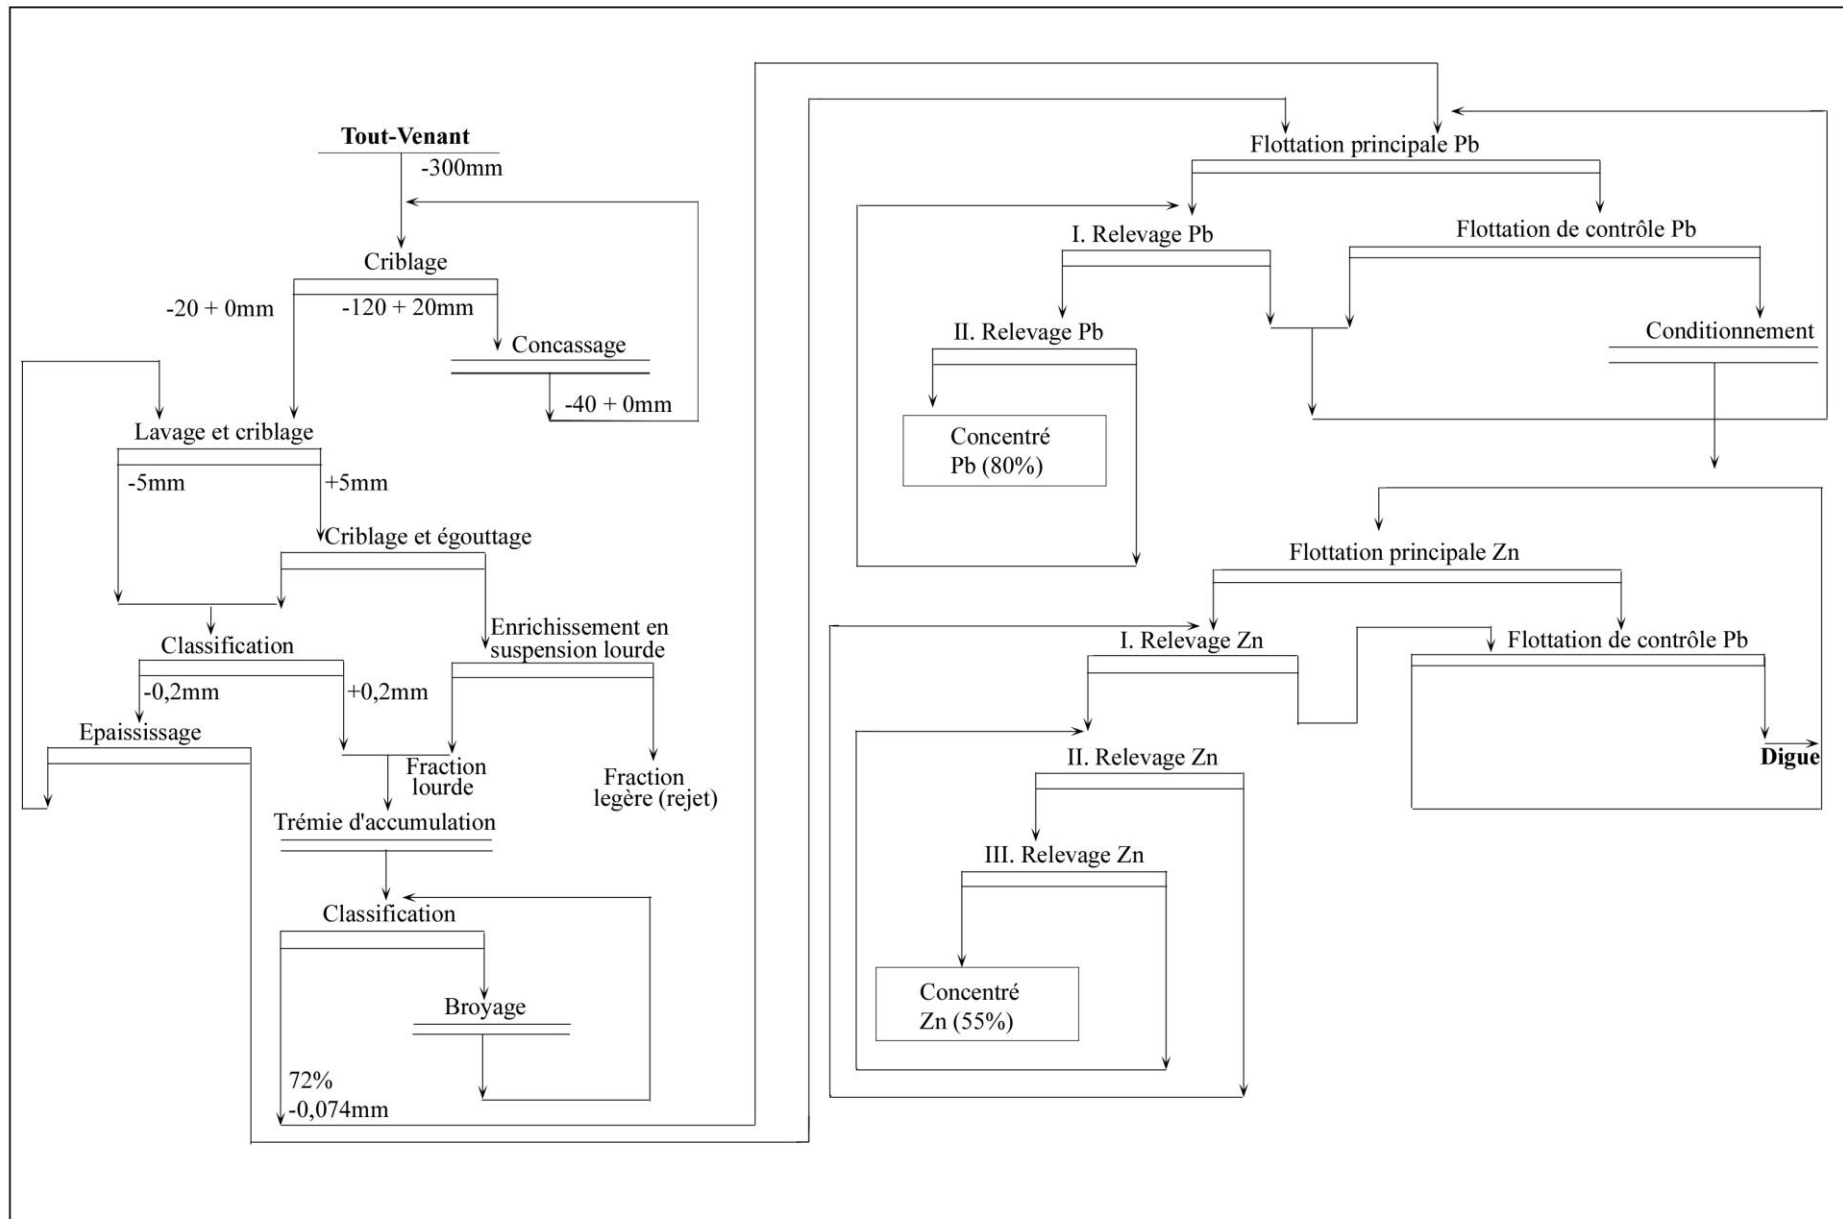 Tout-Venant
-300mm
Criblage
-20 + 0mm
-120 + 20mm
Concassage
-40 + 0mm
Lavage et criblage
-5mm
+5mm
Criblage et égouttage
Classification
-0,2mm
+0,2mm
Enrichissement en
suspension lourde
Epaississage
Fraction
lourde
Fraction
legère (rejet)
Trémie d'accumulation
Classification
Broyage
72%
-0,074mm
Flottation principale Pb
I. Relevage Pb
Flottation de contrôle Pb
II. Relevage Pb
Conditionnement
Concentré
Pb (80%)
Flottation principale Zn
I. Relevage Zn
Flottation de contrôle Pb
II. Relevage Zn
Digue
III. Relevage Zn
Concentré
Zn (55%)